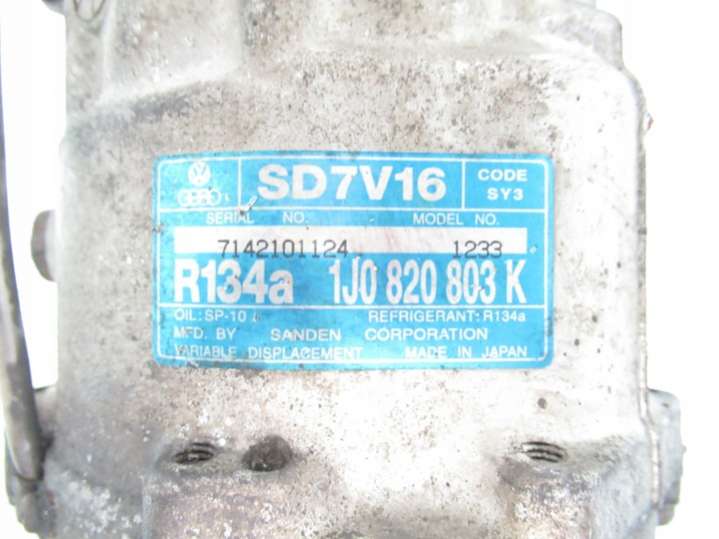 SD7V16
CODE
SY3
SERIAL NO. MODEL NO.
7142101124 1233
R134a 1J0 820 803 K
OIL:SP-10 REFRIGERANT:R134a
MFD. BY SANDEN CORPORATION
VARIABLE DISPLACEMENT MADE IN JAPAN